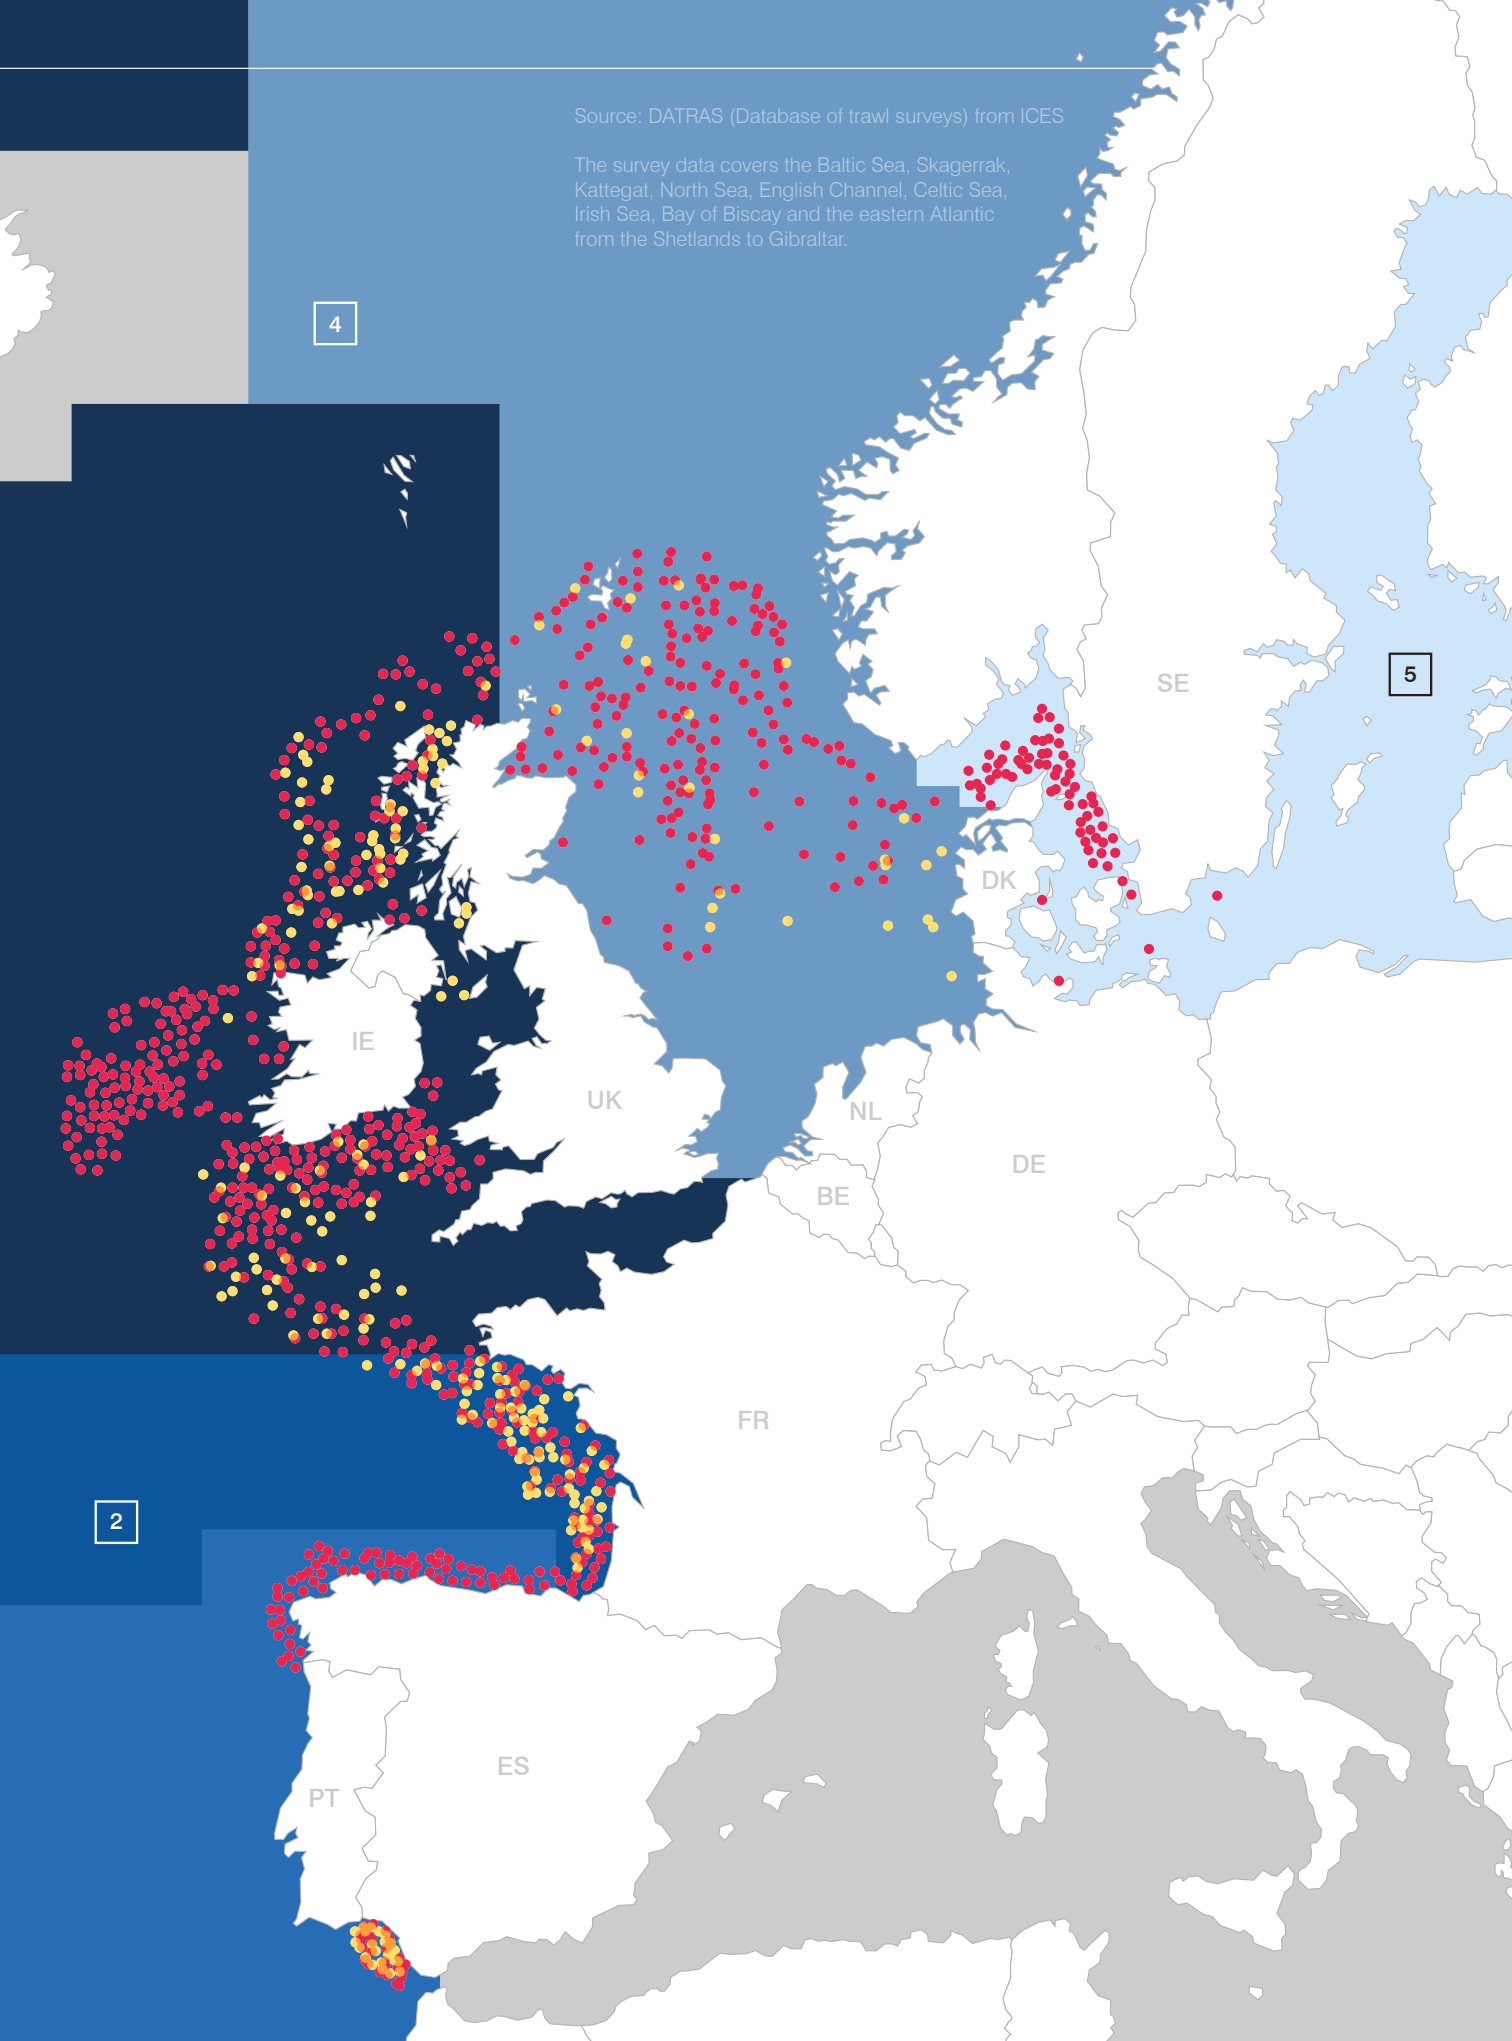 Source: DATRAS (Database of trawl surveys) from ICES
The survey data covers the Baltic Sea, Skagerrak,
Kattegat, North Sea, English Channel, Celtic Sea,
Irish Sea, Bay of Biscay and the eastern Atlantic
from the Shetlands to Gibraltar.
4
5
SE
DK
IE
UK
NL
DE
BE
FR
2
ES
PT